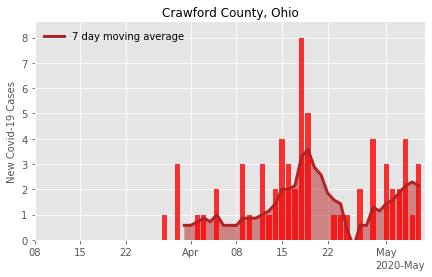 Crawford County, Ohio
7 day moving average
New Covid-19 Cases
8
7
6
5
4
3
2
1
0
08 15 22 Apr 08 15 22 May
2020-May